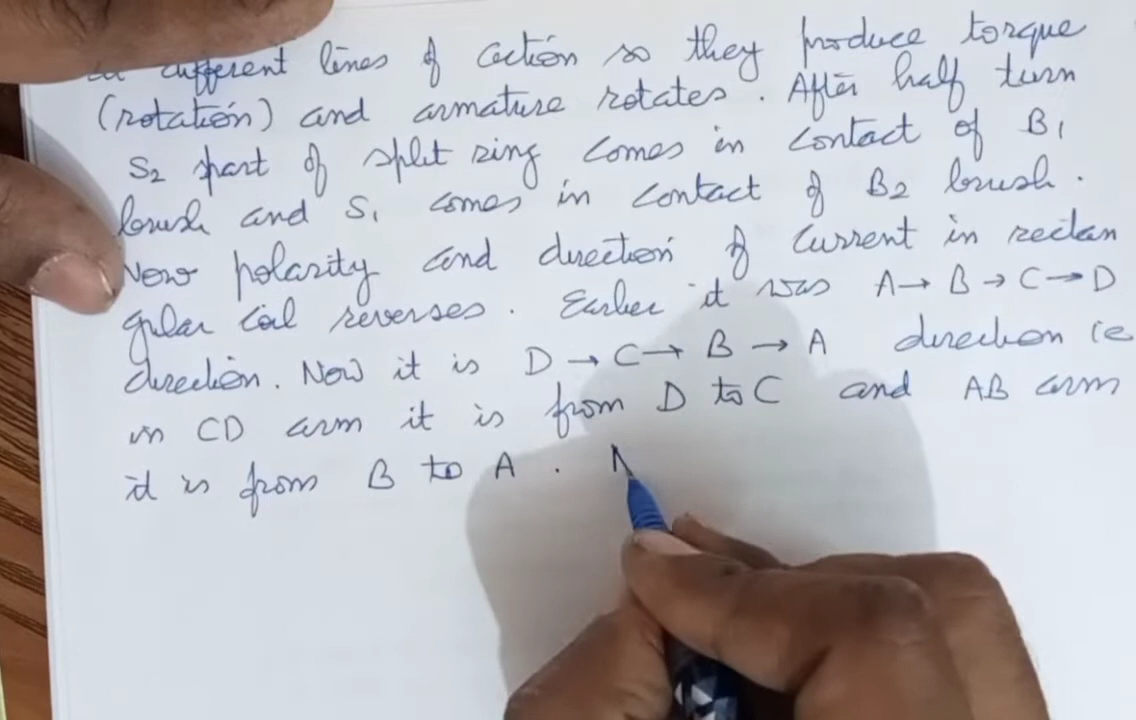 at different lines of action so they produce torque
(rotation) and armature rotates. After half turn
S2 part of split ring comes in contact of B1
brush and S1 comes in contact of B2 brush.
Now polarity and direction of current in rectan
gular coil reverses. Earlier it was A→ B → C → D
direction. Now it is D → C → B → A direction ie
in CD arm it is from D to C and AB arm
it is from B to A.